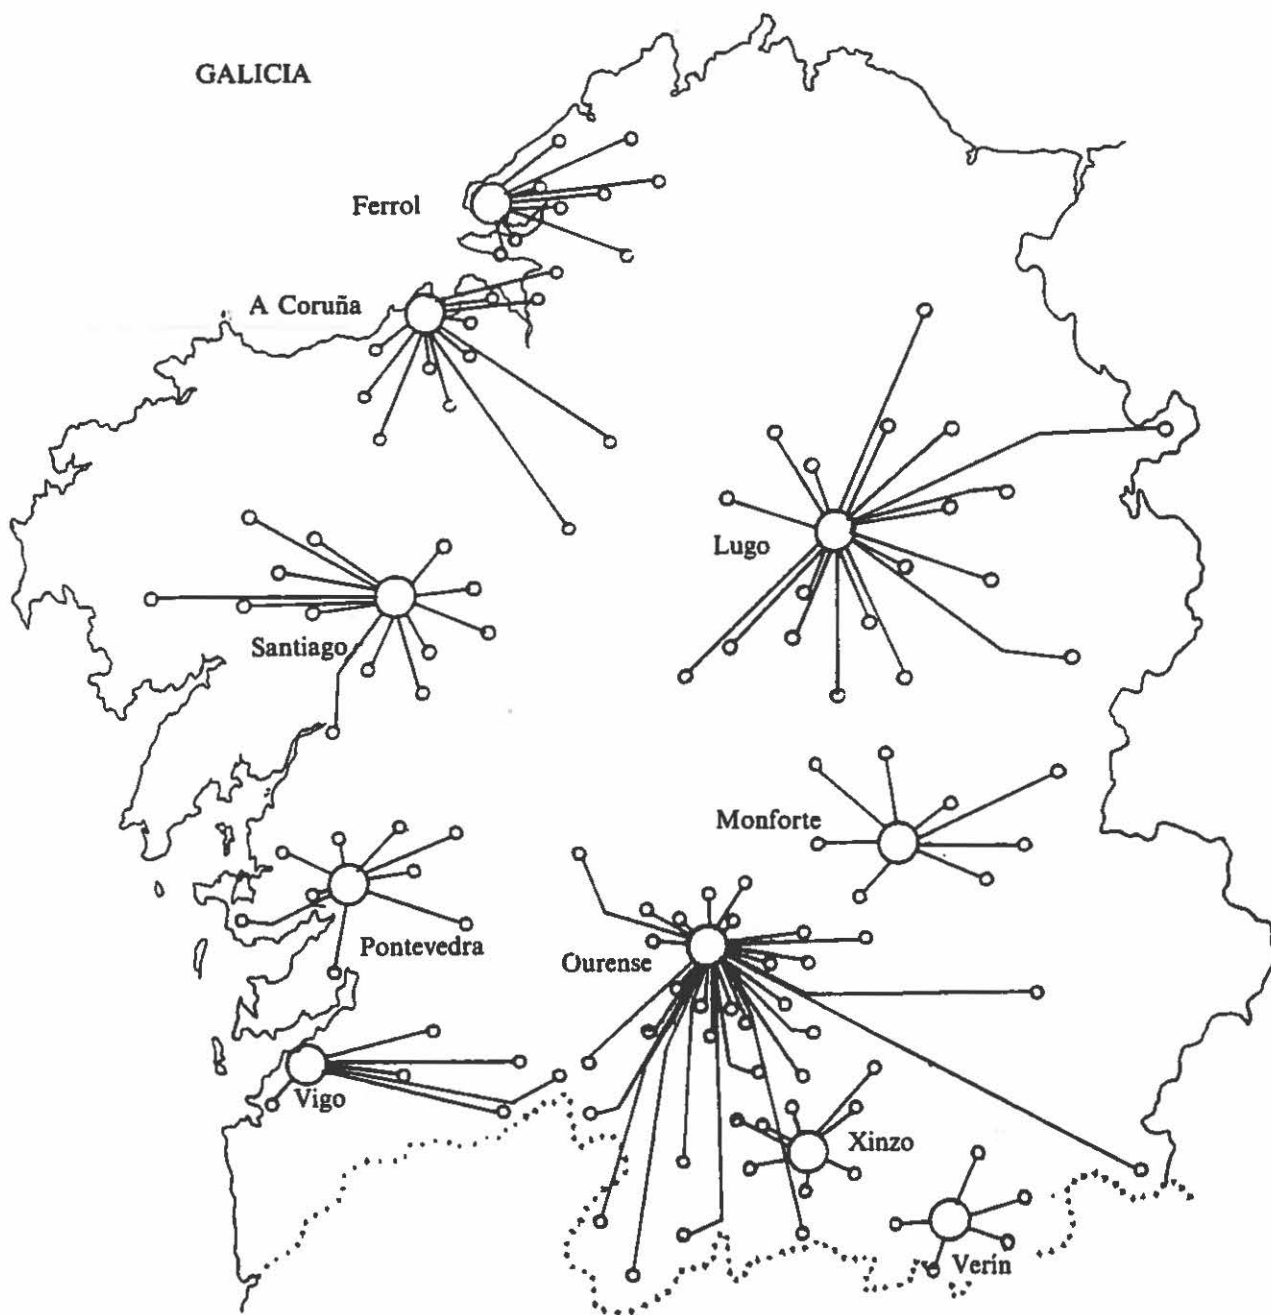 GALICIA
Ferrol
A Coruña
Lugo
Santiago
Monforte
Pontevedra
Ourense
Vigo
Xinzo
Verín